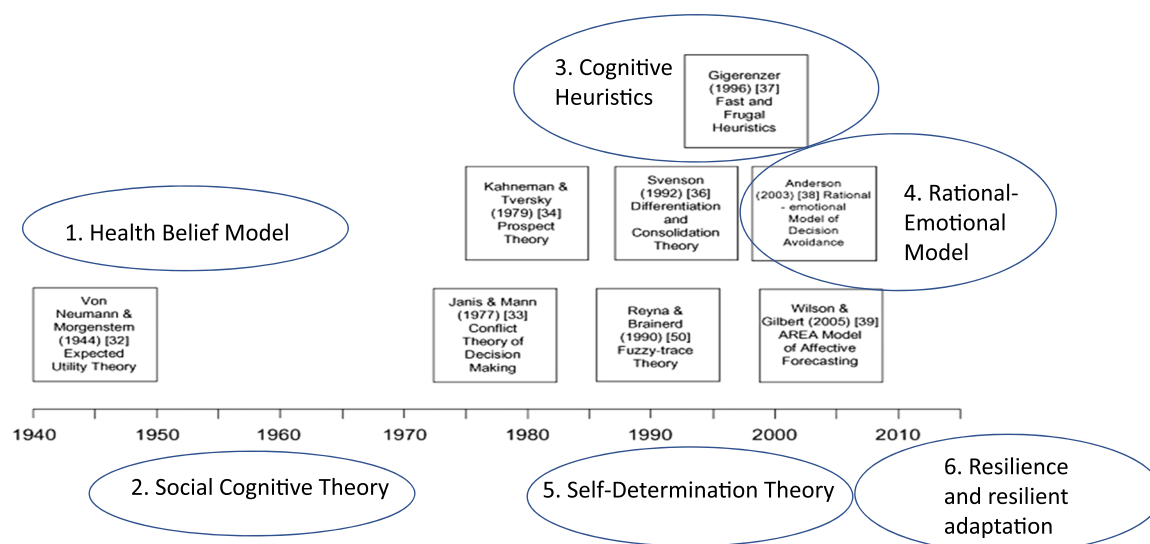 3. Cognitive
Heuristics
Gigerenzer
(1996) [37]
Fast and
Frugal
Heuristics
1. Health Belief Model
Kahneman &
Tversky
(1979) [34]
Prospect
Theory
Svenson
(1992) [36]
Differentiation
and
Consolidation
Theory
Anderson
(2003) [38] Rational
- emotional
Model of
Decision
Avoidance
4. Rational-
Emotional
Model
Von
Neumann &
Morgenstern
(1944) [32]
Expected
Utility Theory
Janis & Mann
(1977) [33]
Conflict
Theory of
Decision
Making
Reyna &
Brainerd
(1990) [50]
Fuzzy-trace
Theory
Wilson &
Gilbert (2005) [39]
AREA Model
of Affective
Forecasting
1940 1950 1960 1970 1980 1990 2000 2010
2. Social Cognitive Theory
5. Self-Determination Theory
6. Resilience
and resilient
adaptation